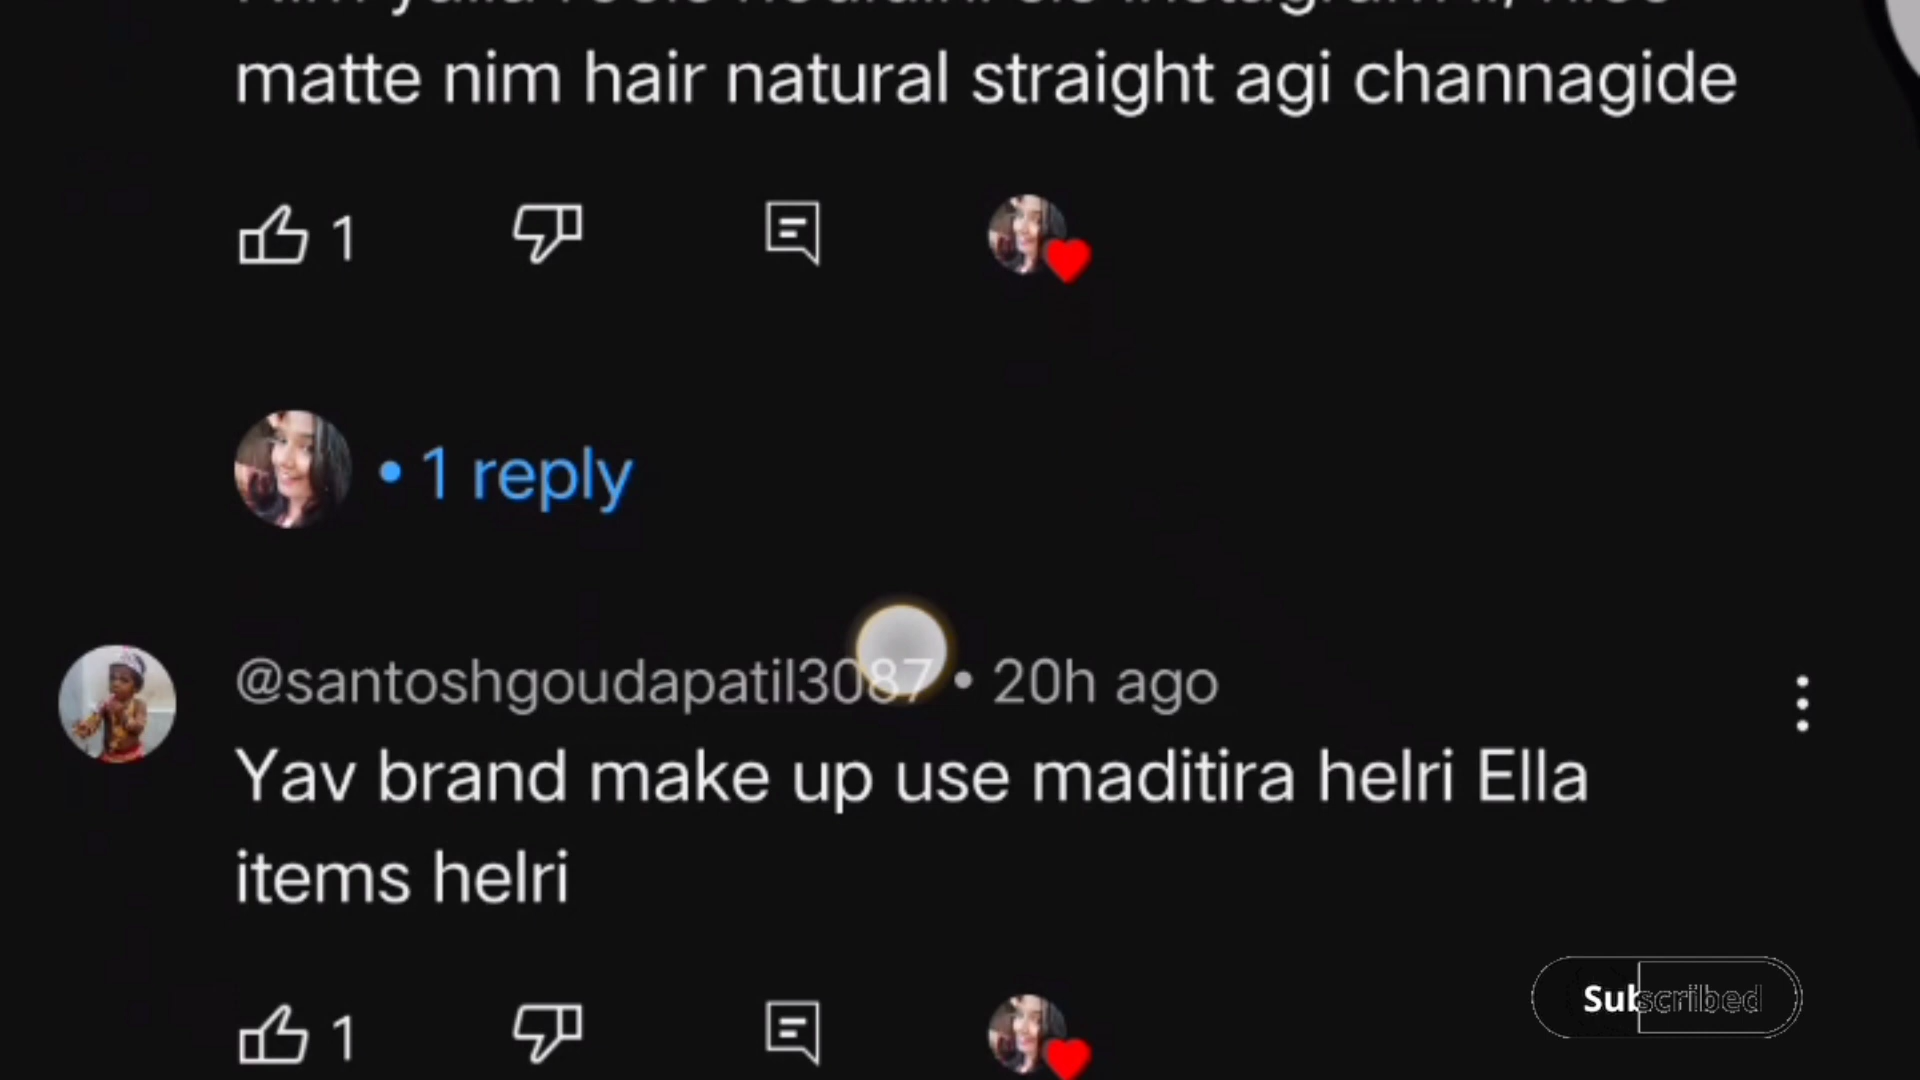 matte nim hair natural straight agi channagide
1
• 1 reply
@santoshgoudapatil3087 • 20h ago
Yav brand make up use maditira helri Ella
items helri
1
Subscribed